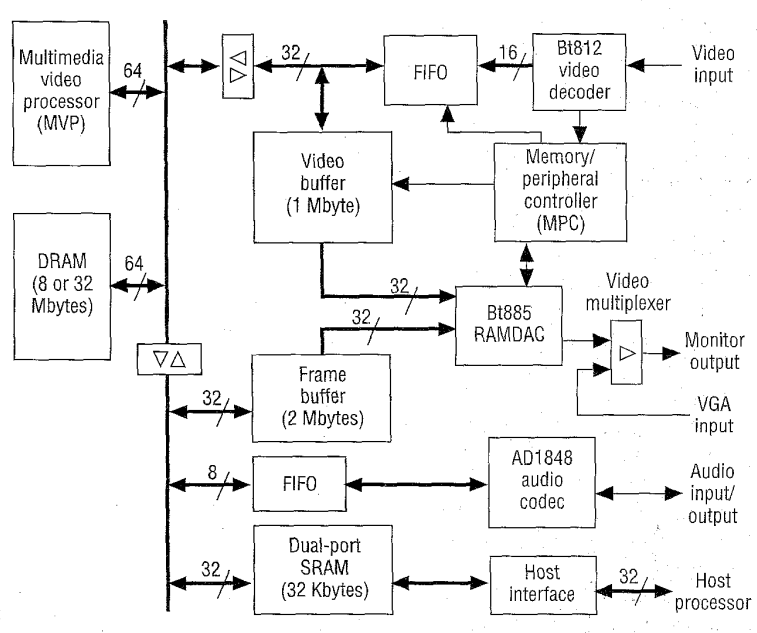 Multimedia
video
processor
(MVP)
64
32
FIFO
16
Bt812
video
decoder
Video
input
Video
buffer
(1 Mbyte)
Memory/
peripheral
controller
(MPC)
DRAM
(8 or 32
Mbytes)
64
32
32
Bt885
RAMDAC
Video
multiplexer
Monitor
output
VGA
input
Frame
buffer
(2 Mbytes)
32
8
FIFO
AD1848
audio
codec
Audio
input/
output
32
Dual-port
SRAM
(32 Kbytes)
Host
interface
32
Host
processor